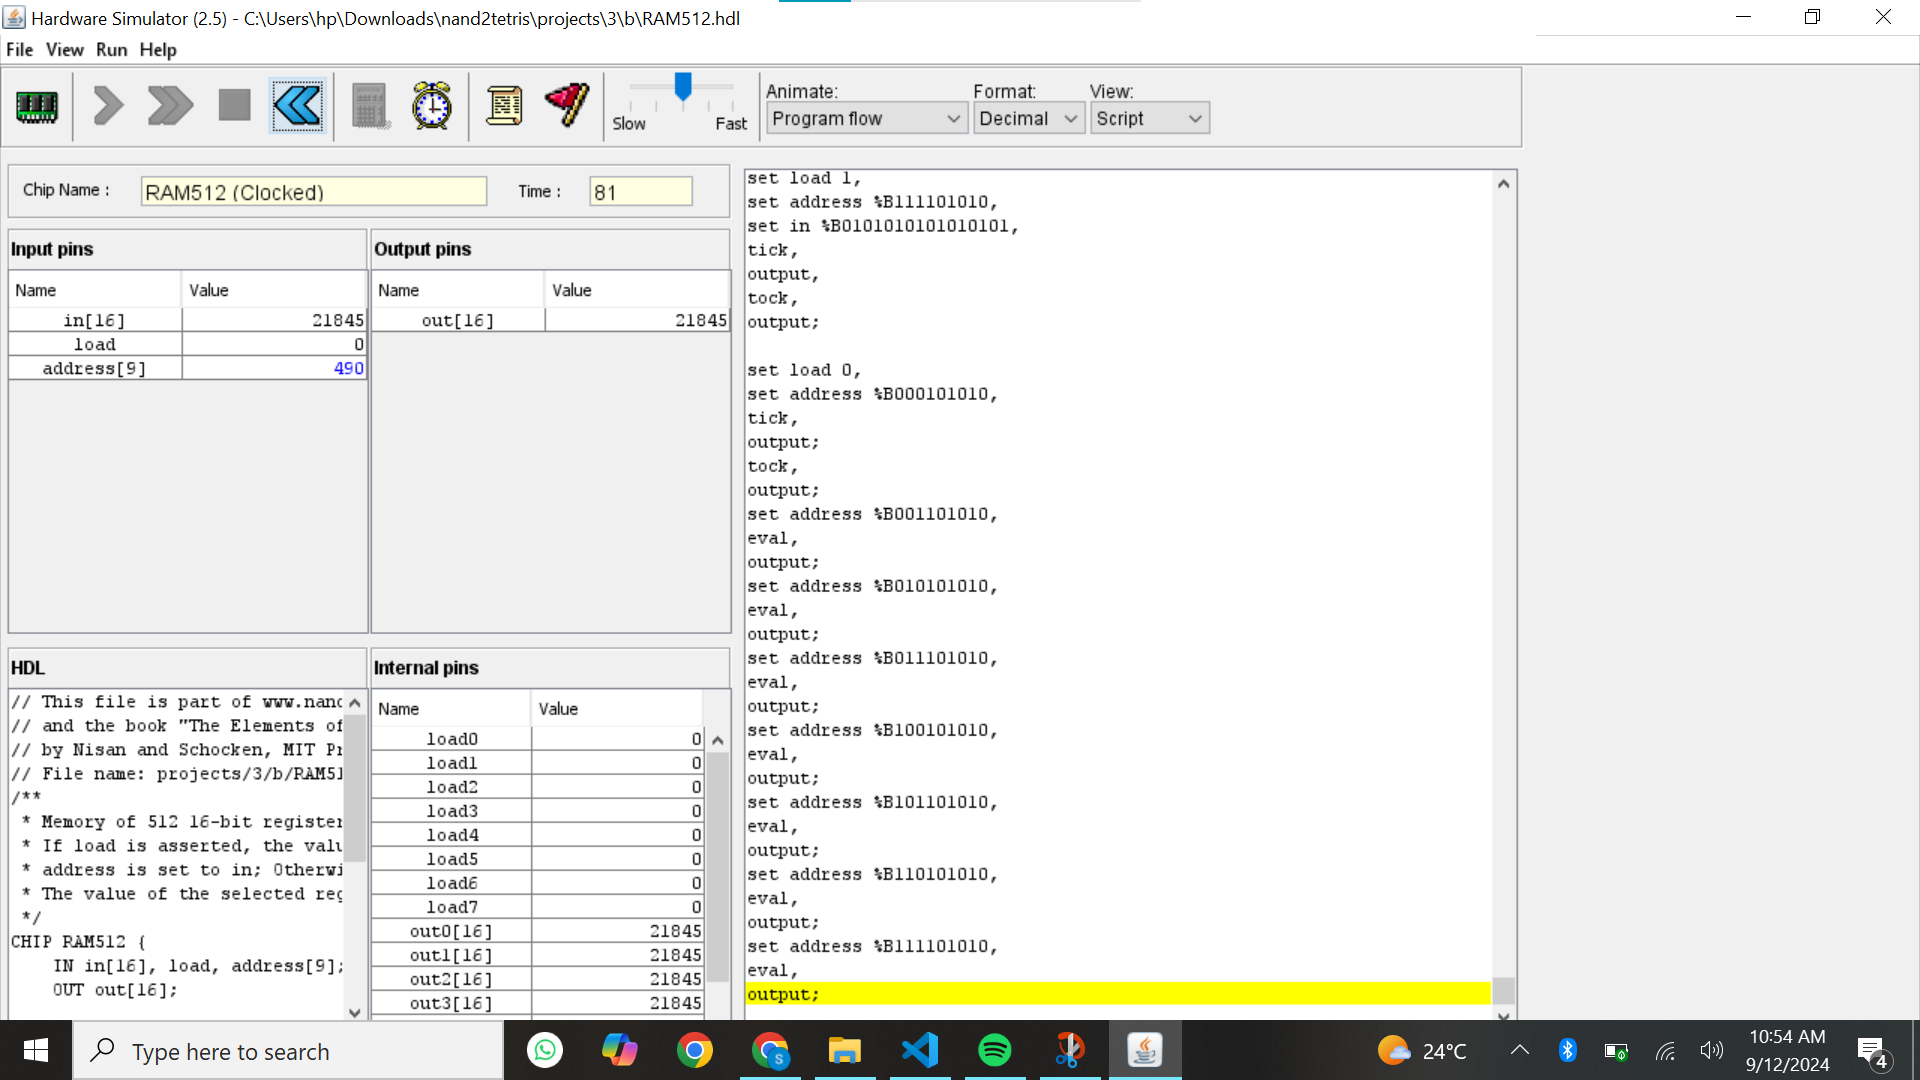 Hardware Simulator (2.5) - C:\Users\hp\Downloads\nand2tetris\projects\3\b\RAM512.hdl
File View Run Help
Slow Fast
Animate: Format: View:
Program flow Decimal Script
Chip Name : RAM512 (Clocked) Time : 81
Input pins
Name Value
in[16] 21845
load 0
address[9] 490
Output pins
Name Value
out[16] 21845
HDL
// This file is part of www.nand
// and the book "The Elements of
// by Nisan and Schocken, MIT Pr
// File name: projects/3/b/RAM51
/**
* Memory of 512 16-bit register
* If load is asserted, the valu
* address is set to in; Otherwi
* The value of the selected reg
*/
CHIP RAM512 {
IN in[16], load, address[9];
OUT out[16];
Internal pins
Name Value
load0 0
load1 0
load2 0
load3 0
load4 0
load5 0
load6 0
load7 0
out0[16] 21845
out1[16] 21845
out2[16] 21845
out3[16] 21845
set load 1,
set address %B111101010,
set in %B0101010101010101,
tick,
output,
tock,
output;
set load 0,
set address %B000101010,
tick,
output;
tock,
output;
set address %B001101010,
eval,
output;
set address %B010101010,
eval,
output;
set address %B011101010,
eval,
output;
set address %B100101010,
eval,
output;
set address %B101101010,
eval,
output;
set address %B110101010,
eval,
output;
set address %B111101010,
eval,
output;
Type here to search
S
24°C
10:54 AM
9/12/2024
4